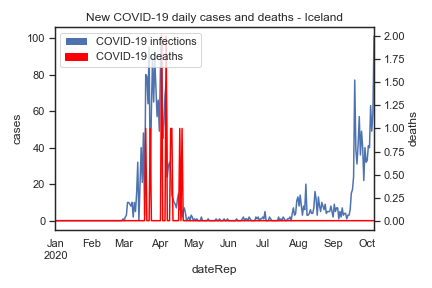 New COVID-19 daily cases and deaths - Iceland
COVID-19 infections
COVID-19 deaths
100
80
60
40
20
0
cases
2.00
1.75
1.50
1.25
1.00
0.75
0.50
0.25
0.00
deaths
Jan Feb Mar Apr May Jun Jul Aug Sep Oct
2020
dateRep